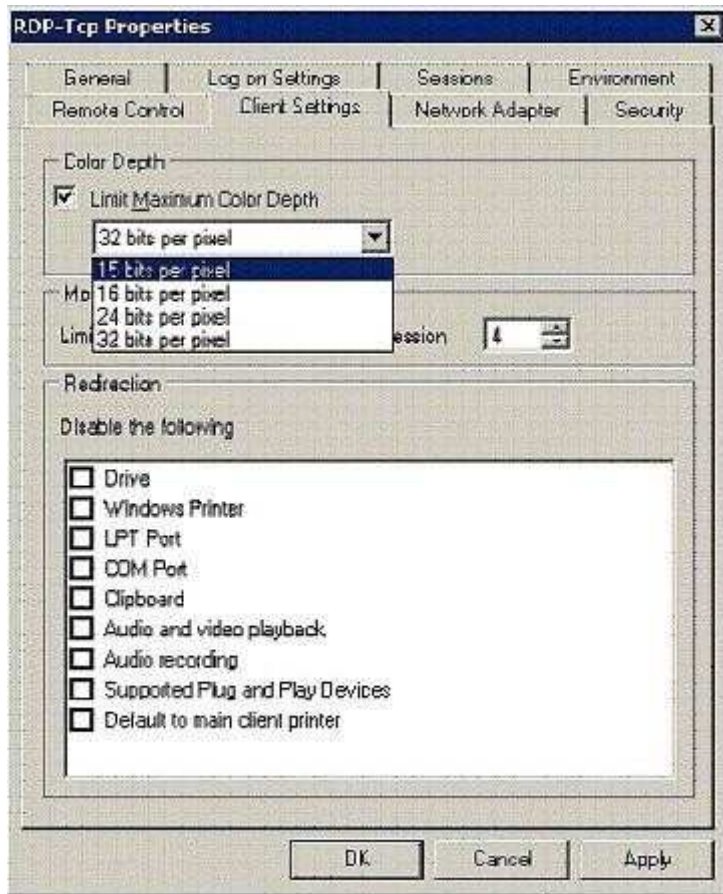 RDP-Tcp Properties
General Log on Settings Sessions Environment
Remote Control Client Settings Network Adapter Security
Color Depth
Limit Maximum Color Depth
32 bits per pixel
15 bits per pixel
16 bits per pixel
24 bits per pixel
32 bits per pixel
Mo
Limi ession 4
Redirection
Disable the following
Drive
Windows Printer
LPT Port
COM Port
Clipboard
Audio and video playback
Audio recording
Supported Plug and Play Devices
Default to main client printer
OK Cancel Apply